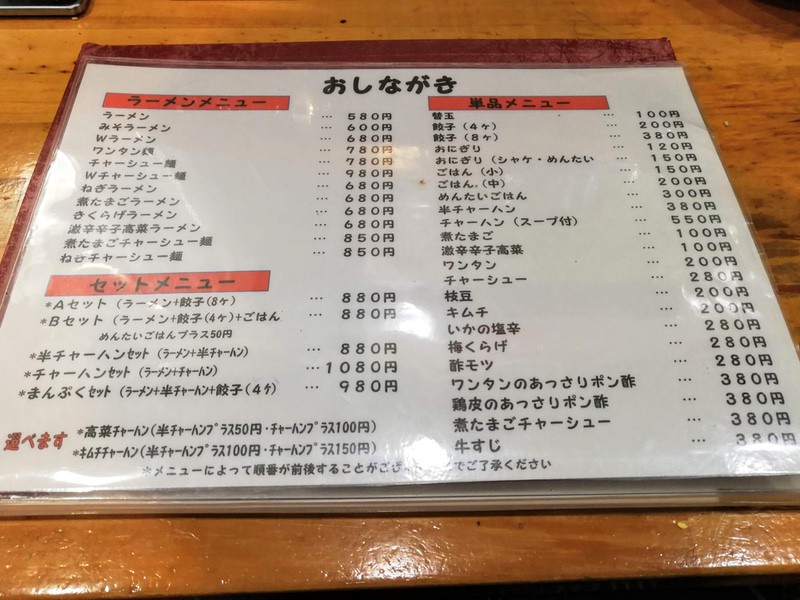 おしながき
ラーメンメニュー
ラーメン … 580円
みそラーメン … 600円
Wラーメン … 680円
ワンタン麺 … 780円
チャーシュー麺 … 780円
Wチャーシュー麺 … 980円
ねぎラーメン … 680円
煮たまごラーメン … 680円
きくらげラーメン … 680円
激辛辛子高菜ラーメン … 680円
煮たまごチャーシュー麺 … 850円
ねぎチャーシュー麺 … 850円
セットメニュー
*Aセット (ラーメン+餃子(8ヶ) … 880円
*Bセット (ラーメン+餃子(4ヶ)+ごはん … 880円
めんたいごはんプラス50円
*半チャーハンセット (ラーメン+半チャーハン) … 880円
*チャーハンセット (ラーメン+チャーハン) … 1080円
*まんぷくセット (ラーメン+半チャーハン+餃子(4ケ) … 980円
選べます *高菜チャーハン(半チャーハンプラス50円・チャーハンプラス100円)
*キムチチャーハン(半チャーハンプラス100円・チャーハンプラス150円)
*メニューによって順番が前後することがござ でご了承ください
単品メニュー
替玉 … 100円
餃子(4ヶ) … 200円
餃子(8ヶ) … 380円
おにぎり … 120円
おにぎり(シャケ・めんたい … 150円
ごはん(小) … 150円
ごはん(中) … 200円
めんたいごはん … 300円
半チャーハン … 380円
チャーハン(スープ付) … 550円
煮たまご … 100円
激辛辛子高菜 … 100円
ワンタン … 200円
チャーシュー … 280円
枝豆 … 200円
キムチ … 200円
いかの塩辛 … 280円
梅くらげ … 280円
酢モツ … 280円
ワンタンのあっさりポン酢 … 380円
鶏皮のあっさりポン酢 … 380円
煮たまごチャーシュー … 380円
牛すじ … 380円